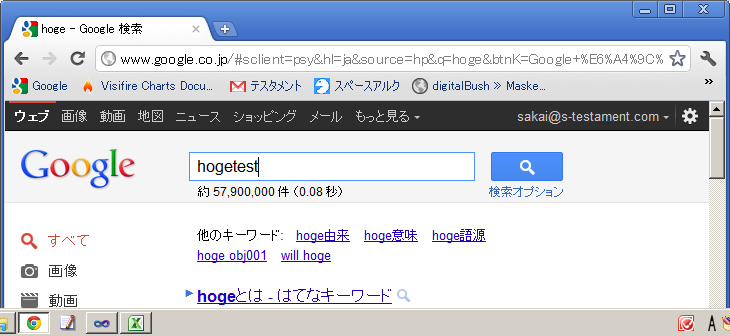 hoge - Google 検索
www.google.co.jp/#sclient=psy&hl=ja&source=hp&q=hoge&btnK=Google+%E6%A4%9C%
Google Visifire Charts Docu... テスタメント スペースアルク digitalBush » Maske...
ウェブ 画像 動画 地図 ニュース ショッピング メール もっと見る sakai@s-testament.com
Google hogetest
約 57,900,000 件 (0.08 秒) 検索オプション
他のキーワード: hoge由来 hoge意味 hoge語源
すべて
hoge obj001 will hoge
画像
動画
hogeとは - はてなキーワード
A